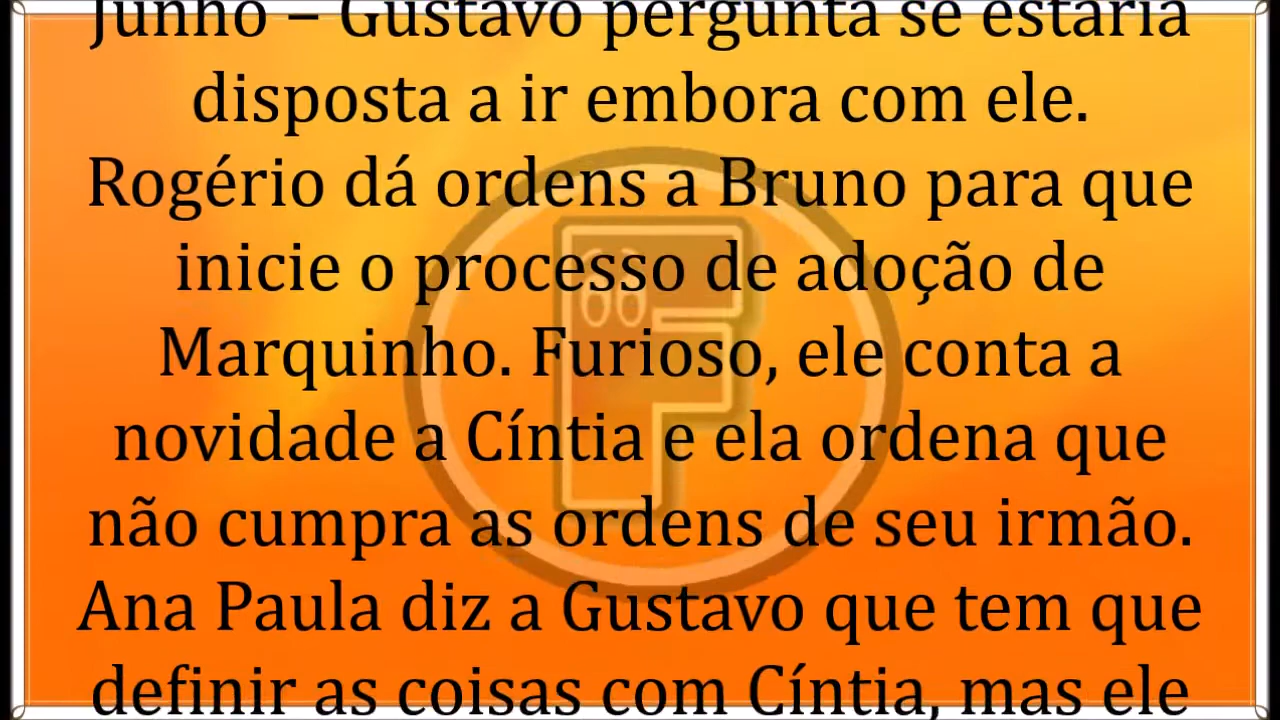 Junho – Gustavo pergunta se estaria
disposta a ir embora com ele.
Rogério dá ordens a Bruno para que
inicie o processo de adoção de
Marquinho. Furioso, ele conta a
novidade a Cíntia e ela ordena que
não cumpra as ordens de seu irmão.
Ana Paula diz a Gustavo que tem que
definir as coisas com Cíntia, mas ele